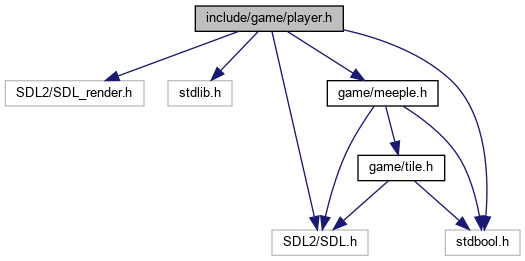 include/game/player.h
SDL2/SDL_render.h
stdlib.h
game/meeple.h
game/tile.h
SDL2/SDL.h
stdbool.h